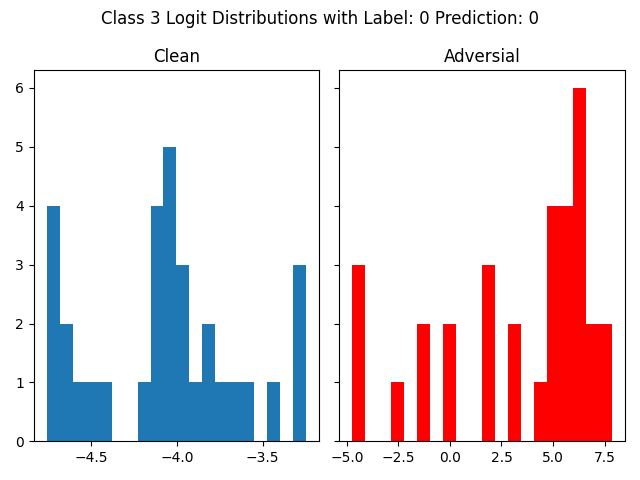 Class 3 Logit Distributions with Label: 0 Prediction: 0
Clean
Adversial
6
5
4
3
2
1
0
−4.5 −4.0 −3.5
−5.0 −2.5 0.0 2.5 5.0 7.5